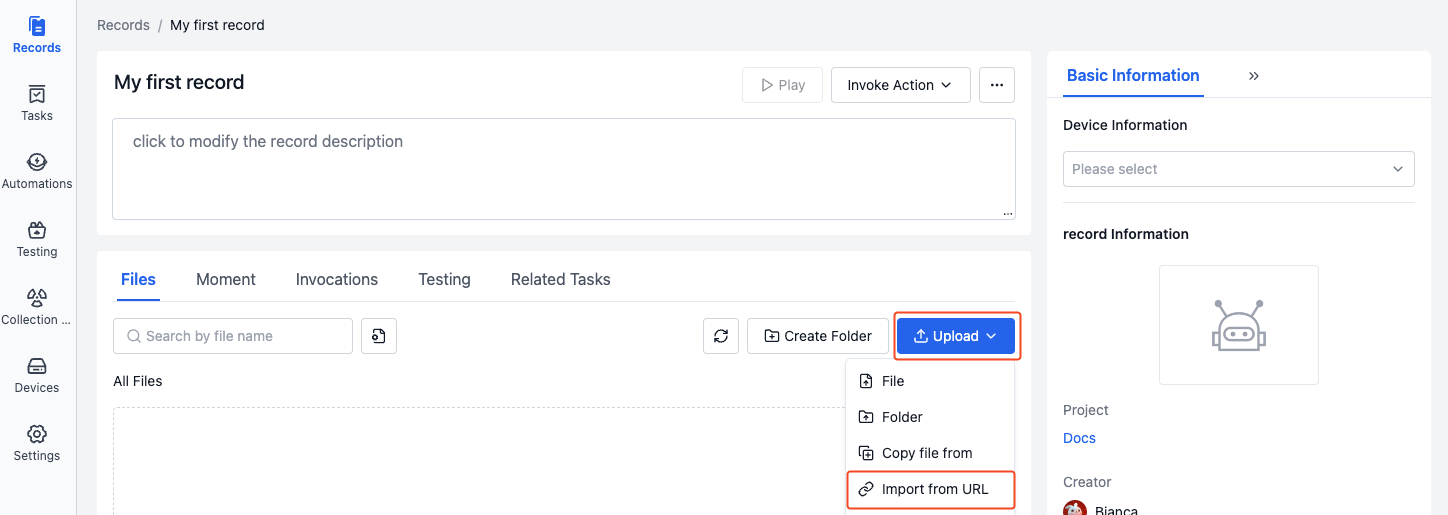 Records
Tasks
Automations
Testing
Collection ...
Devices
Settings
Records / My first record
My first record
Play
Invoke Action
...
click to modify the record description
Files Moment Invocations Testing Related Tasks
Search by file name
Create Folder
Upload
All Files
File
Folder
Copy file from
Import from URL
Basic Information
Device Information
Please select
record Information
Project
Docs
Creator
Bianca